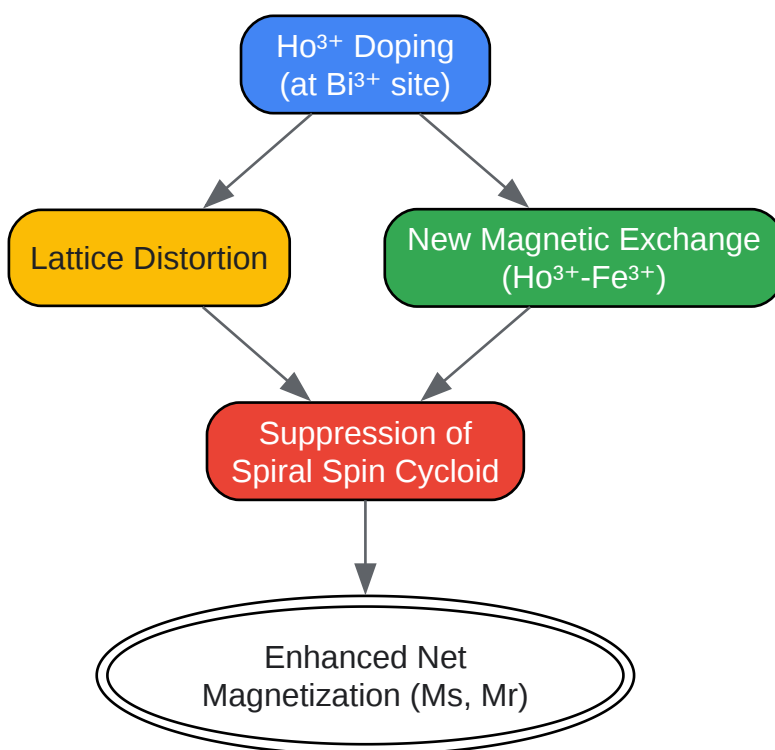 Ho³⁺ Doping
(at Bi³⁺ site)
Lattice Distortion
New Magnetic Exchange
(Ho³⁺-Fe³⁺)
Suppression of
Spiral Spin Cycloid
Enhanced Net
Magnetization (Ms, Mr)